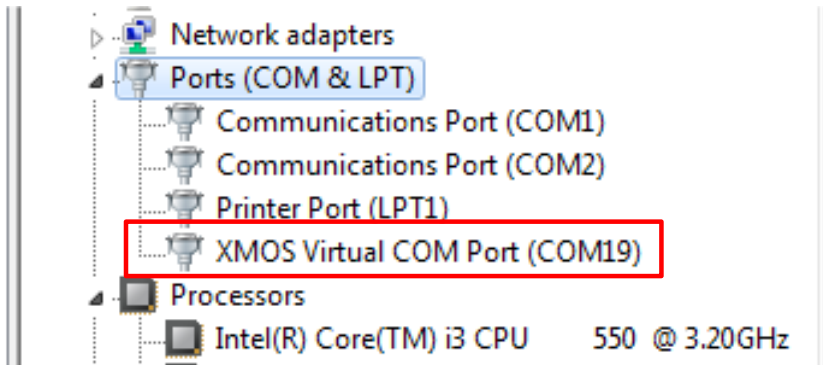 Network adapters
Ports (COM & LPT)
Communications Port (COM1)
Communications Port (COM2)
Printer Port (LPT1)
XMOS Virtual COM Port (COM19)
Processors
Intel(R) Core(TM) i3 CPU 550 @ 3.20GHz